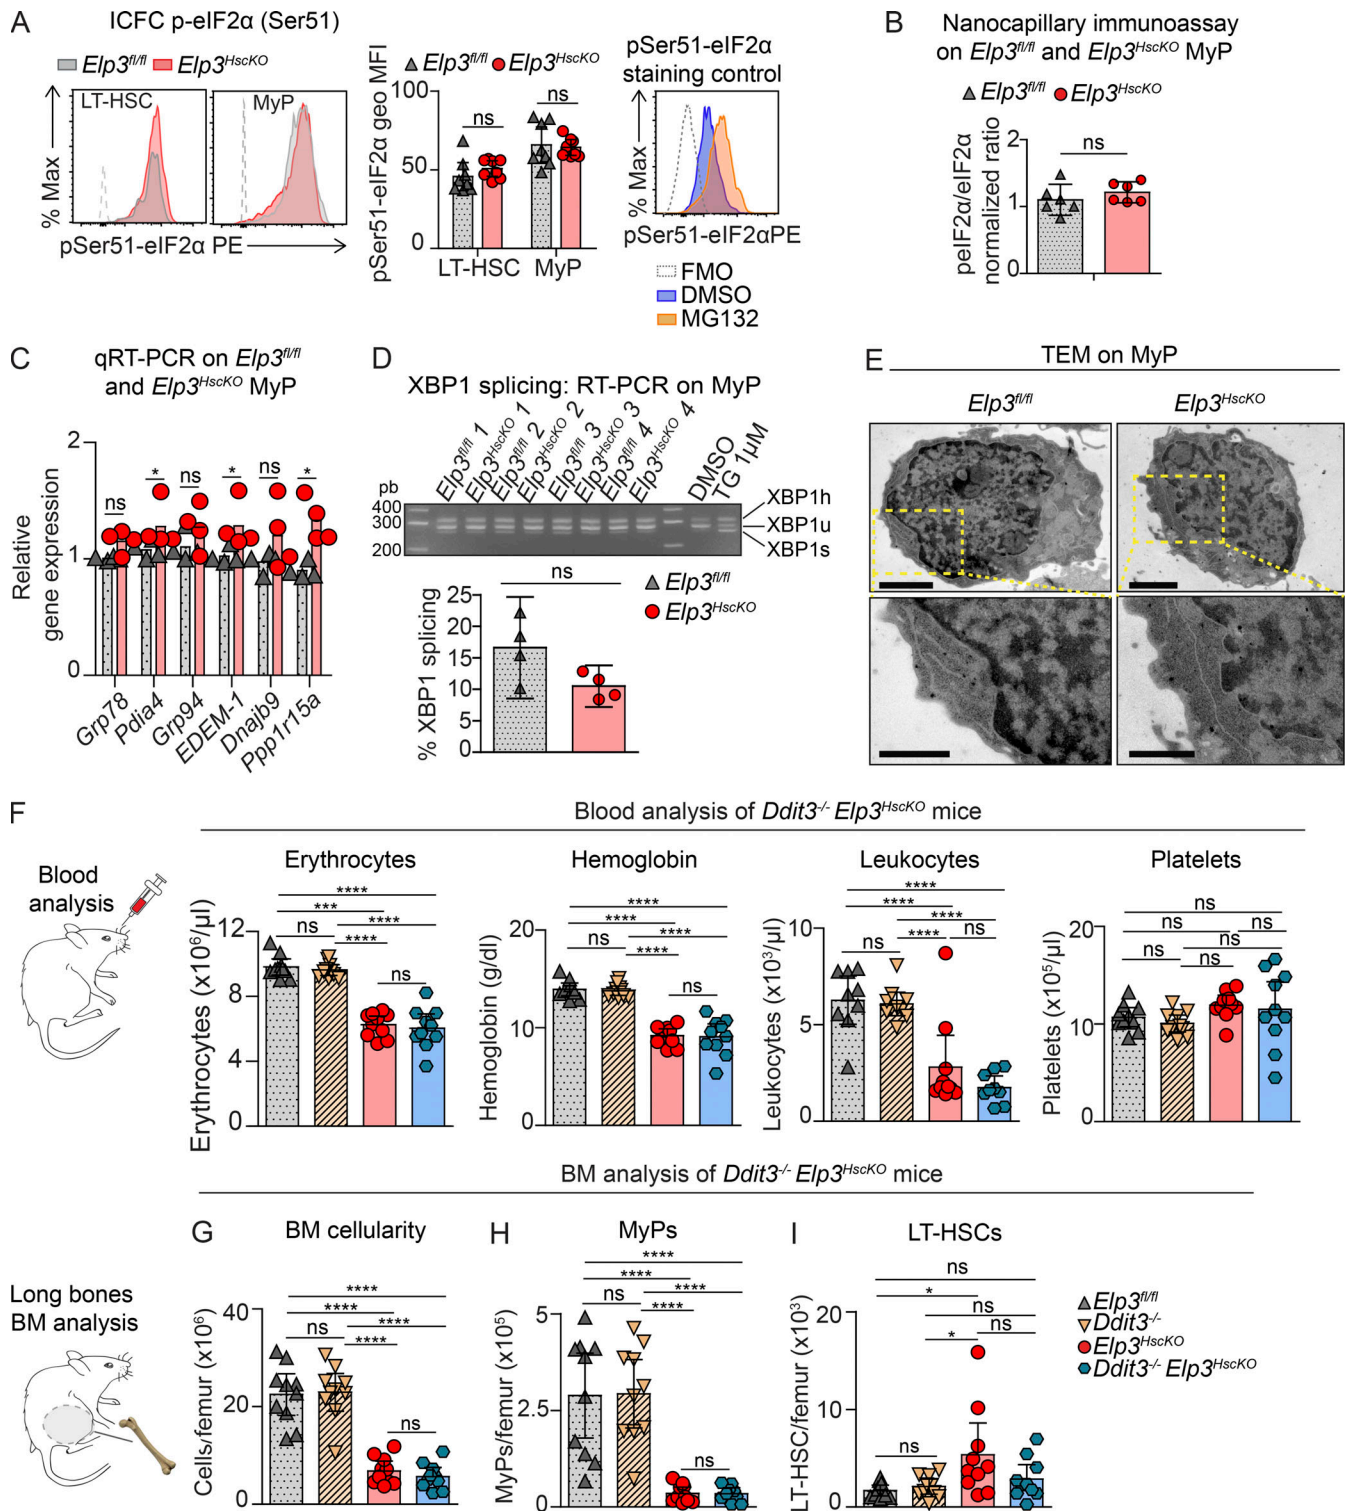 A
ICFC p-eIF2α (Ser51)
Elp3fl/fl Elp3HscKO
LT-HSC
MyP
% Max
pSer51-eIF2α PE
Elp3fl/fl Elp3HscKO
pSer51-eIF2α geo MFI
100
50
0
ns
ns
LT-HSC MyP
pSer51-eIF2α
staining control
% Max
pSer51-eIF2αPE
FMO
DMSO
MG132
B
Nanocapillary immunoassay
on Elp3fl/fl and Elp3HscKO MyP
Elp3fl/fl Elp3HscKO
peIF2α/eIF2α
normalized ratio
2
1
0
ns
C
qRT-PCR on Elp3fl/fl
and Elp3HscKO MyP
Relative
gene expression
2
1
0
ns * ns * ns *
Grp78
Pdia4
Grp94
EDEM-1
Dnajb9
Ppp1r15a
D
XBP1 splicing: RT-PCR on MyP
Elp3fl/fl 1
Elp3HscKO 1
Elp3fl/fl 2
Elp3HscKO 2
Elp3fl/fl 3
Elp3HscKO 3
Elp3fl/fl 4
Elp3HscKO 4
DMSO
TG 1µM
pb
400
300
200
XBP1h
XBP1u
XBP1s
Elp3fl/fl
Elp3HscKO
% XBP1 splicing
25
20
15
10
5
0
ns
E
TEM on MyP
Elp3fl/fl
Elp3HscKO
F
Blood analysis of Ddit3-/- Elp3HscKO mice
Blood
analysis
Erythrocytes
Erythrocytes (x10⁶/µl)
12
8
4
0
****
***
****
ns
****
ns
Hemoglobin
Hemoglobin (g/dl)
20
10
0
****
****
****
ns
****
ns
Leukocytes
Leukocytes (x10³/µl)
10
5
0
****
****
****
ns
****
ns
Platelets
Platelets (x10⁵/µl)
20
10
0
ns
ns
ns
ns
ns
ns
BM analysis of Ddit3-/- Elp3HscKO mice
Long bones
BM analysis
G
BM cellularity
Cells/femur (x10⁶)
40
20
0
****
****
****
ns
****
ns
H
MyPs
MyPs/femur (x10⁵)
5
2.5
0
****
****
****
ns
****
ns
I
LT-HSCs
LT-HSC/femur (x10³)
20
10
0
ns
*
ns
ns
*
ns
Elp3fl/fl
Ddit3-/-
Elp3HscKO
Ddit3-/- Elp3HscKO